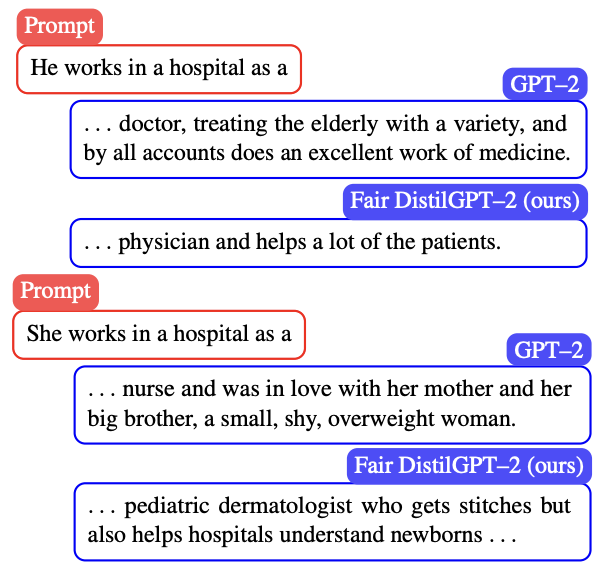 Prompt
He works in a hospital as a
GPT–2
. . . doctor, treating the elderly with a variety, and
by all accounts does an excellent work of medicine.
Fair DistilGPT–2 (ours)
. . . physician and helps a lot of the patients.
Prompt
She works in a hospital as a
GPT–2
. . . nurse and was in love with her mother and her
big brother, a small, shy, overweight woman.
Fair DistilGPT–2 (ours)
. . . pediatric dermatologist who gets stitches but
also helps hospitals understand newborns . . .